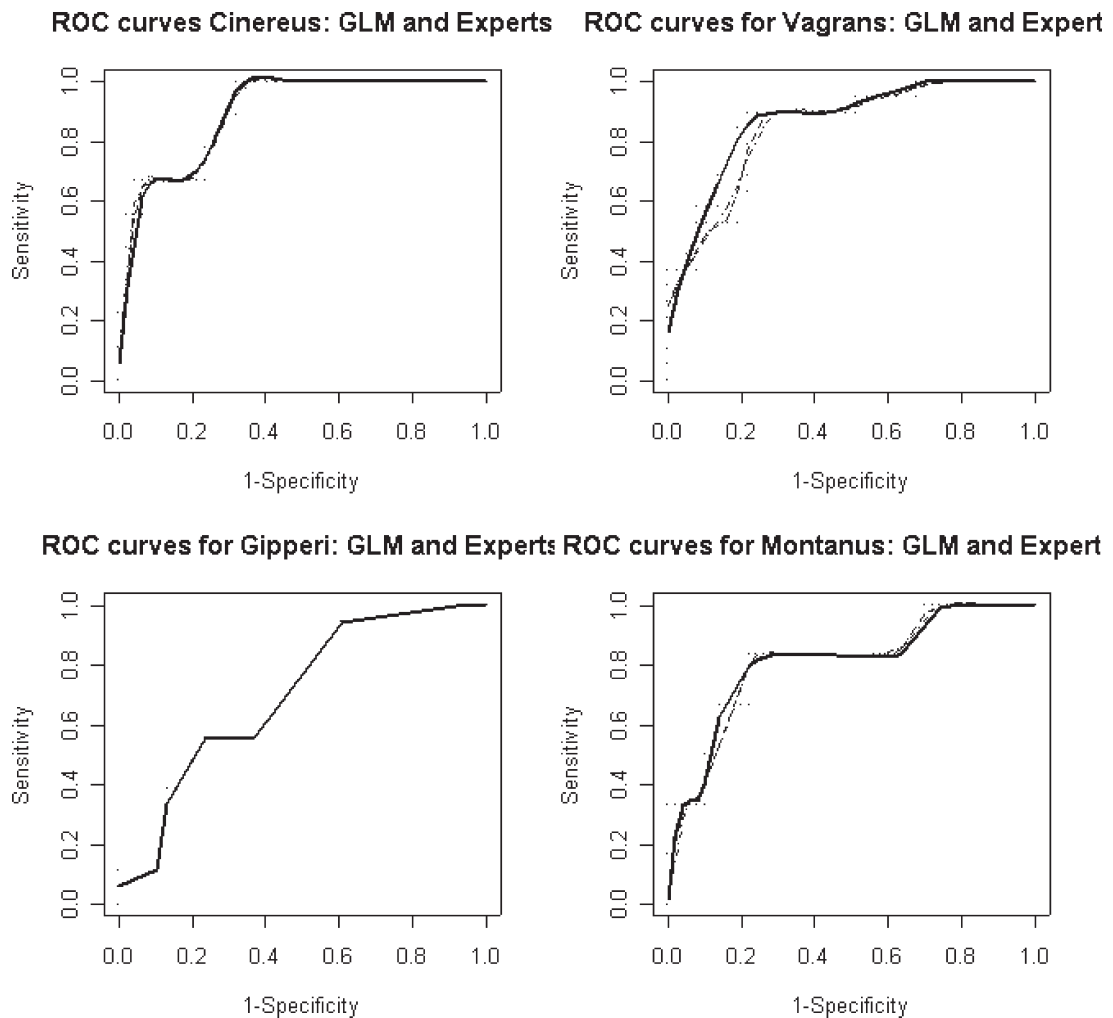 ROC curves Cinereus: GLM and Experts
1.0
0.8
0.6
0.4
0.2
0.0
Sensitivity
0.0 0.2 0.4 0.6 0.8 1.0
1-Specificity
ROC curves for Vagrans: GLM and Expert
1.0
0.8
0.6
0.4
0.2
0.0
Sensitivity
0.0 0.2 0.4 0.6 0.8 1.0
1-Specificity
ROC curves for Gipperi: GLM and Experts
1.0
0.8
0.6
0.4
0.2
0.0
Sensitivity
0.0 0.2 0.4 0.6 0.8 1.0
1-Specificity
ROC curves for Montanus: GLM and Expert
1.0
0.8
0.6
0.4
0.2
0.0
Sensitivity
0.0 0.2 0.4 0.6 0.8 1.0
1-Specificity